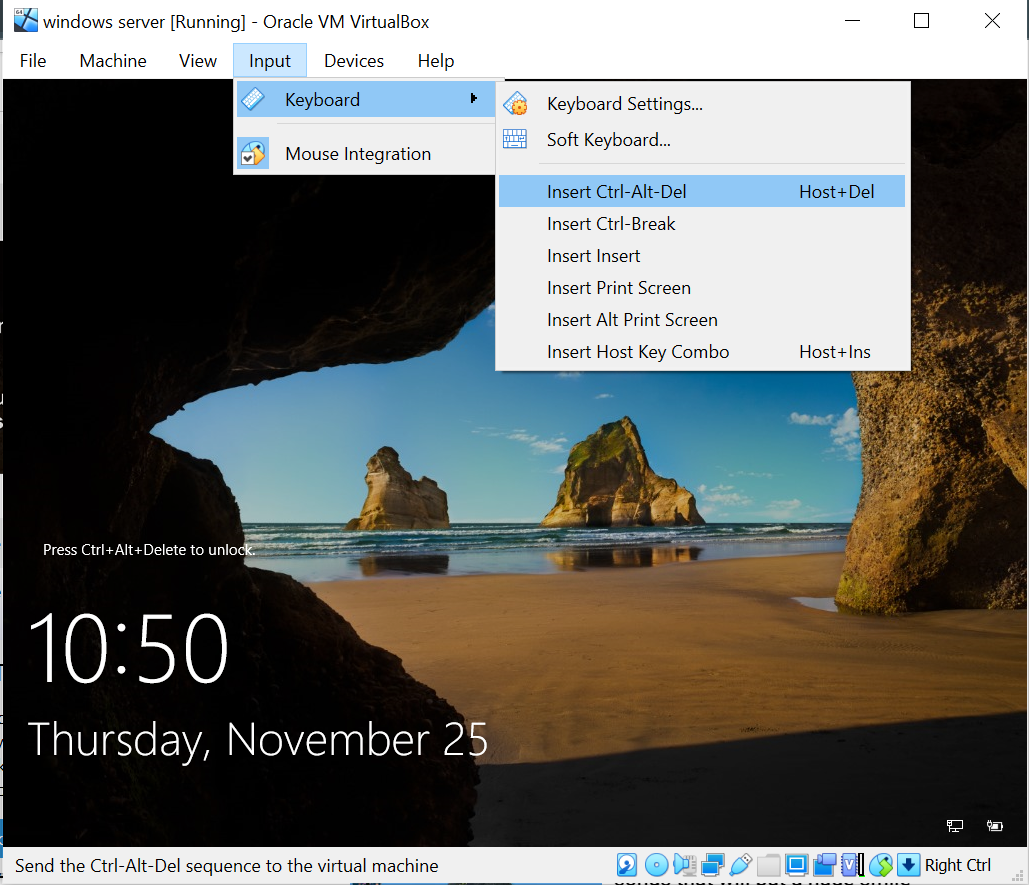 windows server [Running] - Oracle VM VirtualBox
File Machine View Input Devices Help
Keyboard
Mouse Integration
Keyboard Settings...
Soft Keyboard...
Insert Ctrl-Alt-Del Host+Del
Insert Ctrl-Break
Insert Insert
Insert Print Screen
Insert Alt Print Screen
Insert Host Key Combo Host+Ins
Press Ctrl+Alt+Delete to unlock.
10:50
Thursday, November 25
Send the Ctrl-Alt-Del sequence to the virtual machine
Right Ctrl